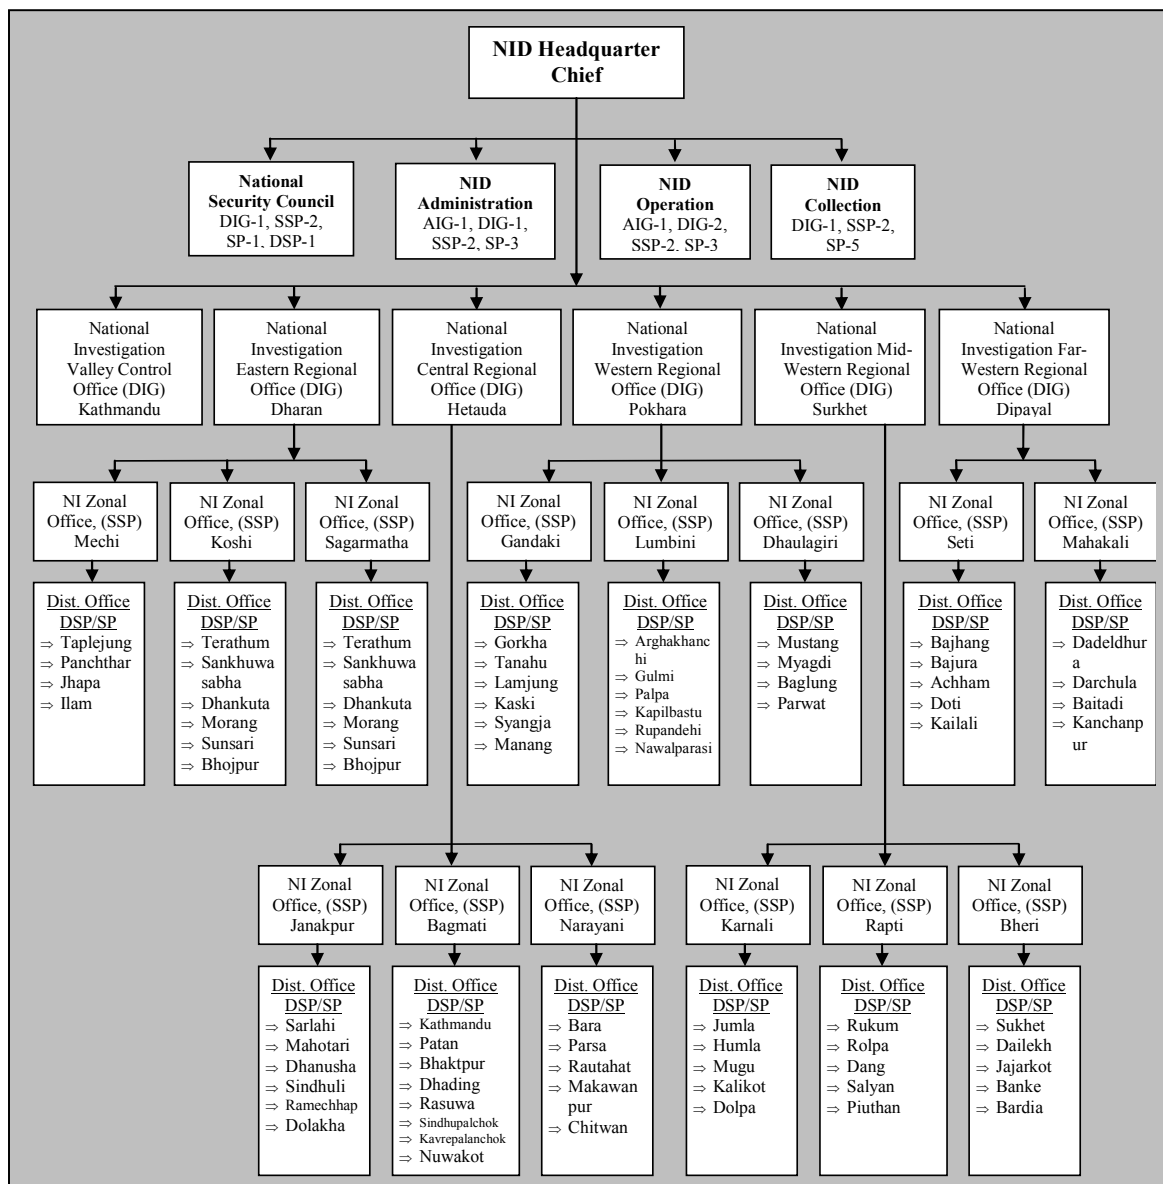 NID Headquarter
Chief
National
Security Council
DIG-1, SSP-2,
SP-1, DSP-1
NID
Administration
AIG-1, DIG-1,
SSP-2, SP-3
NID
Operation
AIG-1, DIG-2,
SSP-2, SP-3
NID
Collection
DIG-1, SSP-2,
SP-5
National
Investigation
Valley Control
Office (DIG)
Kathmandu
National
Investigation
Eastern Regional
Office (DIG)
Dharan
National
Investigation
Central Regional
Office (DIG)
Hetauda
National
Investigation
Western Regional
Office (DIG)
Pokhara
National
Investigation Mid-
Western Regional
Office (DIG)
Surkhet
National
Investigation Far-
Western Regional
Office (DIG)
Dipayal
NI Zonal
Office, (SSP)
Mechi
NI Zonal
Office, (SSP)
Koshi
NI Zonal
Office, (SSP)
Sagarmatha
NI Zonal
Office, (SSP)
Gandaki
NI Zonal
Office, (SSP)
Lumbini
NI Zonal
Office, (SSP)
Dhaulagiri
NI Zonal
Office, (SSP)
Seti
NI Zonal
Office, (SSP)
Mahakali
Dist. Office
DSP/SP
⇒ Taplejung
⇒ Panchthar
⇒ Jhapa
⇒ Ilam
Dist. Office
DSP/SP
⇒ Terathum
⇒ Sankhuwa
sabha
⇒ Dhankuta
⇒ Morang
⇒ Sunsari
⇒ Bhojpur
Dist. Office
DSP/SP
⇒ Terathum
⇒ Sankhuwa
sabha
⇒ Dhankuta
⇒ Morang
⇒ Sunsari
⇒ Bhojpur
Dist. Office
DSP/SP
⇒ Gorkha
⇒ Tanahu
⇒ Lamjung
⇒ Kaski
⇒ Syangja
⇒ Manang
Dist. Office
DSP/SP
⇒ Arghakhan
chi
⇒ Gulmi
⇒ Palpa
⇒ Kapilbastu
⇒ Rupandehi
⇒ Nawalparasi
Dist. Office
DSP/SP
⇒ Mustang
⇒ Myagdi
⇒ Baglung
⇒ Parwat
Dist. Office
DSP/SP
⇒ Bajhang
⇒ Bajura
⇒ Achham
⇒ Doti
⇒ Kailali
Dist. Office
DSP/SP
⇒ Dadeldhur
a
⇒ Darchula
⇒ Baitadi
⇒ Kanchanp
ur
NI Zonal
Office, (SSP)
Janakpur
NI Zonal
Office, (SSP)
Bagmati
NI Zonal
Office, (SSP)
Narayani
NI Zonal
Office, (SSP)
Karnali
NI Zonal
Office, (SSP)
Rapti
NI Zonal
Office, (SSP)
Bheri
Dist. Office
DSP/SP
⇒ Sarlahi
⇒ Mahotari
⇒ Dhanusha
⇒ Sindhuli
⇒ Ramechhap
⇒ Dolakha
Dist. Office
DSP/SP
⇒ Kathmandu
⇒ Patan
⇒ Bhaktpur
⇒ Dhading
⇒ Rasuwa
⇒ Sindhupalchok
⇒ Kavrepalanchok
⇒ Nuwakot
Dist. Office
DSP/SP
⇒ Bara
⇒ Parsa
⇒ Rautahat
⇒ Makawan
pur
⇒ Chitwan
Dist. Office
DSP/SP
⇒ Jumla
⇒ Humla
⇒ Mugu
⇒ Kalikot
⇒ Dolpa
Dist. Office
DSP/SP
⇒ Rukum
⇒ Rolpa
⇒ Dang
⇒ Salyan
⇒ Piuthan
Dist. Office
DSP/SP
⇒ Sukhet
⇒ Dailekh
⇒ Jajarkot
⇒ Banke
⇒ Bardia